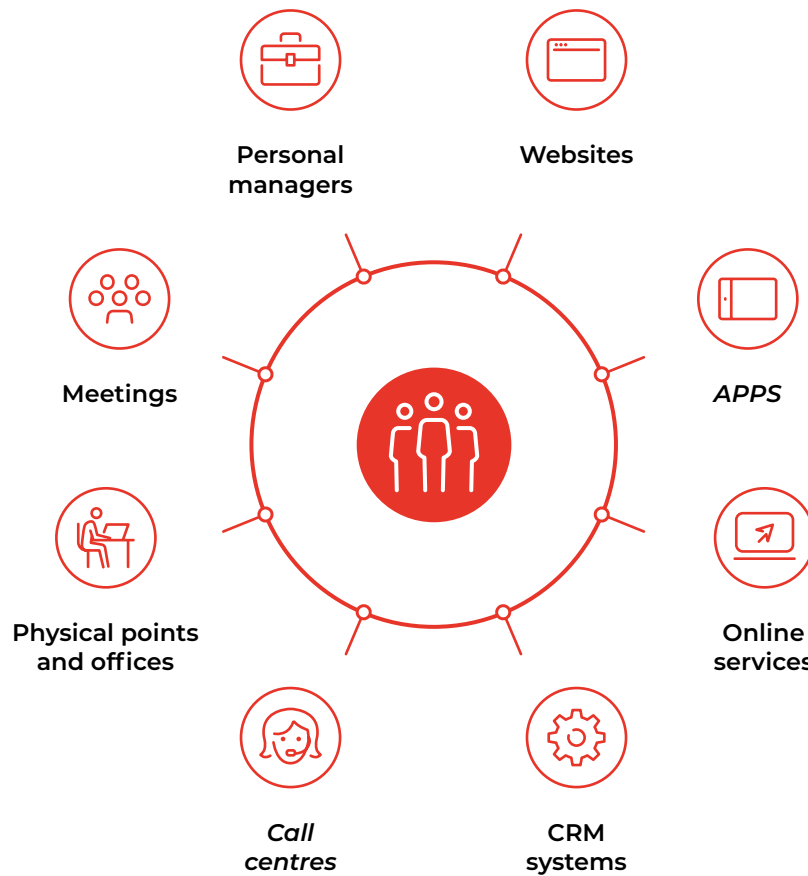 Personal
managers
Websites
Meetings
APPS
Physical points
and offices
Online
services
Call
centres
CRM
systems